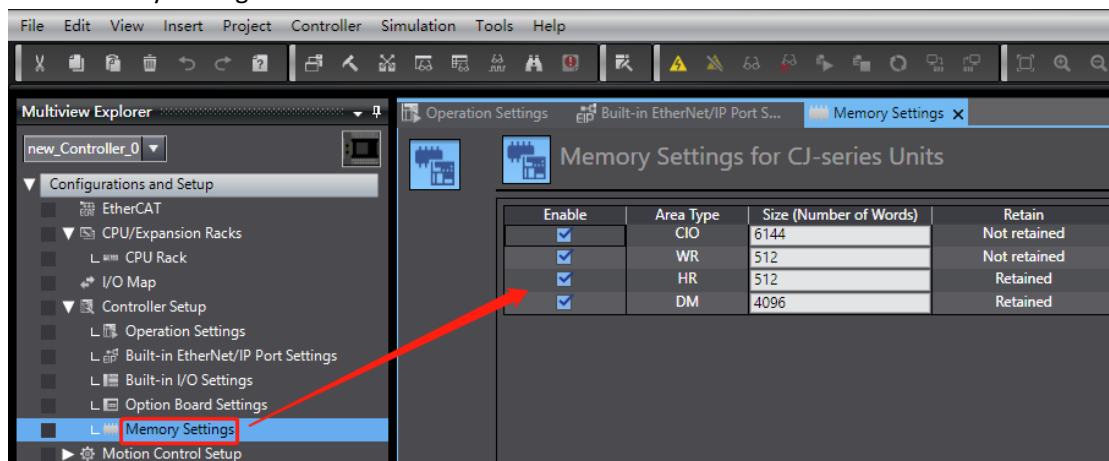 File Edit View Insert Project Controller Simulation Tools Help
Multiview Explorer
new_Controller_0
Configurations and Setup
EtherCAT
CPU/Expansion Racks
CPU Rack
I/O Map
Controller Setup
Operation Settings
Built-in EtherNet/IP Port Settings
Built-in I/O Settings
Option Board Settings
Memory Settings
Motion Control Setup
Operation Settings Built-in EtherNet/IP Port S... Memory Settings
Memory Settings for CJ-series Units
Enable Area Type Size (Number of Words) Retain
CIO 6144 Not retained
WR 512 Not retained
HR 512 Retained
DM 4096 Retained